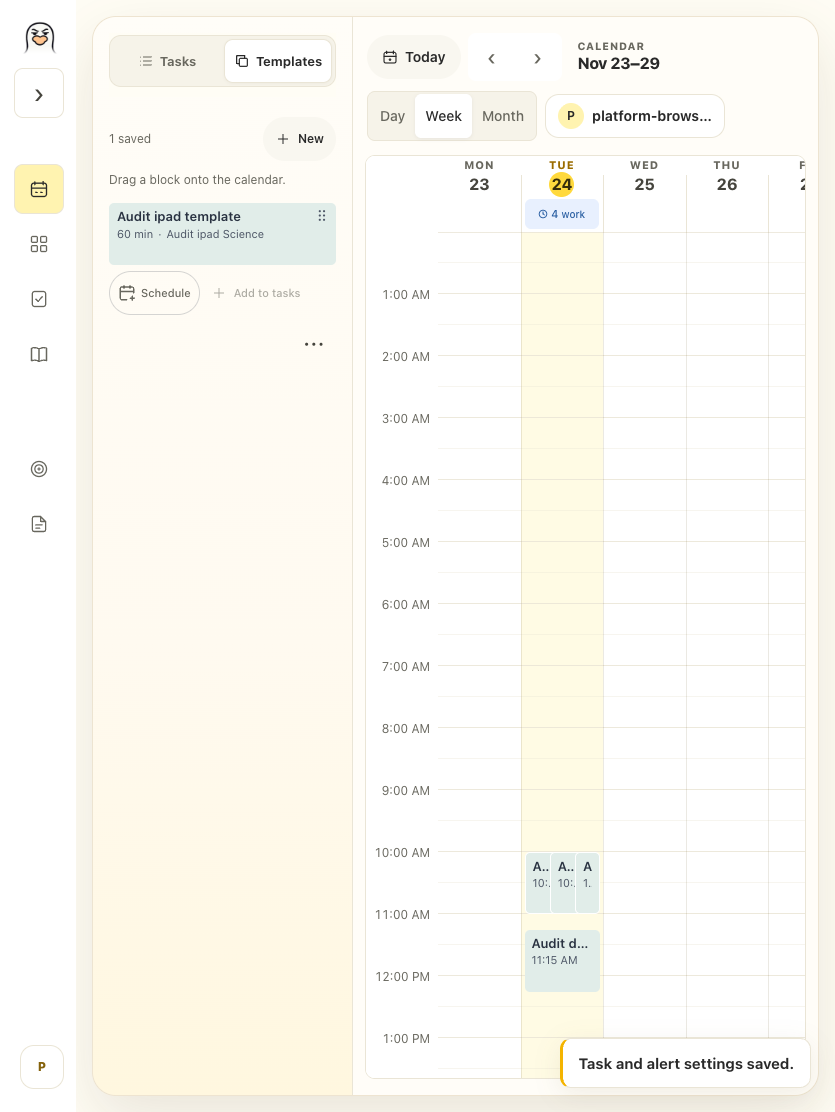 Tasks
Templates
1 saved
New
Drag a block onto the calendar.
Audit ipad template
60 min · Audit ipad Science
Schedule
Add to tasks
P
Today
CALENDAR
Nov 23–29
Day
Week
Month
P
platform-brows...
MON
23
TUE
24
WED
25
THU
26
F
2
4 work
1:00 AM
2:00 AM
3:00 AM
4:00 AM
5:00 AM
6:00 AM
7:00 AM
8:00 AM
9:00 AM
10:00 AM
A..
10:.
A..
10:.
A
1.
11:00 AM
Audit d...
11:15 AM
12:00 PM
1:00 PM
Task and alert settings saved.